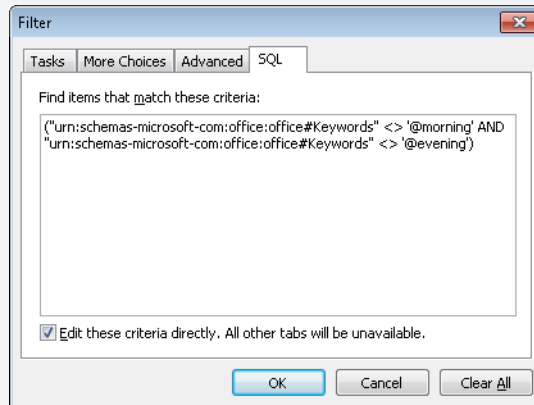 Filter
Tasks More Choices Advanced SQL
Find items that match these criteria:
("urn:schemas-microsoft-com:office:office#Keywords" <> '@morning' AND
"urn:schemas-microsoft-com:office:office#Keywords" <> '@evening')
Edit these criteria directly. All other tabs will be unavailable.
OK Cancel Clear All